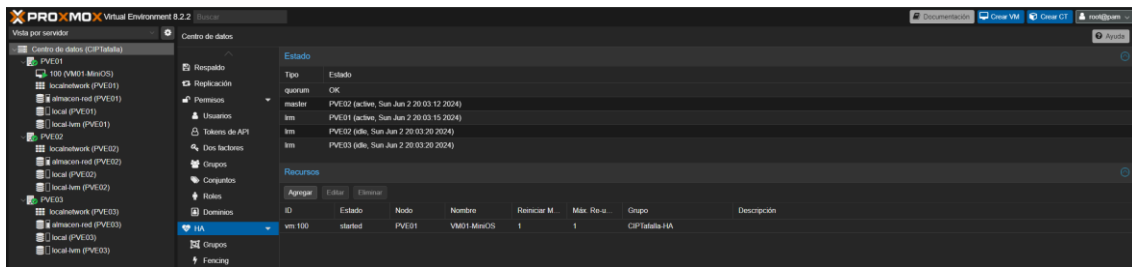 PROXMOX Virtual Environment 8.2.2 Buscar Documentación Crear VM Crear CT root@pam
Vista por servidor Centro de datos Ayuda
Centro de datos (CIPTafalla)
PVE01
100 (VM01-MiniOS)
localnetwork (PVE01)
almacen-red (PVE01)
local (PVE01)
local-lvm (PVE01)
PVE02
localnetwork (PVE02)
almacen-red (PVE02)
local (PVE02)
local-lvm (PVE02)
PVE03
localnetwork (PVE03)
almacen-red (PVE03)
local (PVE03)
local-lvm (PVE03)
Respaldo
Replicación
Permisos
Usuarios
Tokens de API
Dos factores
Grupos
Conjuntos
Roles
Dominios
HA
Grupos
Fencing
Estado
Tipo Estado
quorum OK
master PVE02 (active, Sun Jun 2 20:03:12 2024)
lrm PVE01 (active, Sun Jun 2 20:03:15 2024)
lrm PVE02 (idle, Sun Jun 2 20:03:20 2024)
lrm PVE03 (idle, Sun Jun 2 20:03:20 2024)
Recursos
Agregar Editar Eliminar
ID Estado Nodo Nombre Reiniciar M... Máx. Re-u... Grupo Descripción
vm:100 started PVE01 VM01-MiniOS 1 1 CIPTafalla-HA